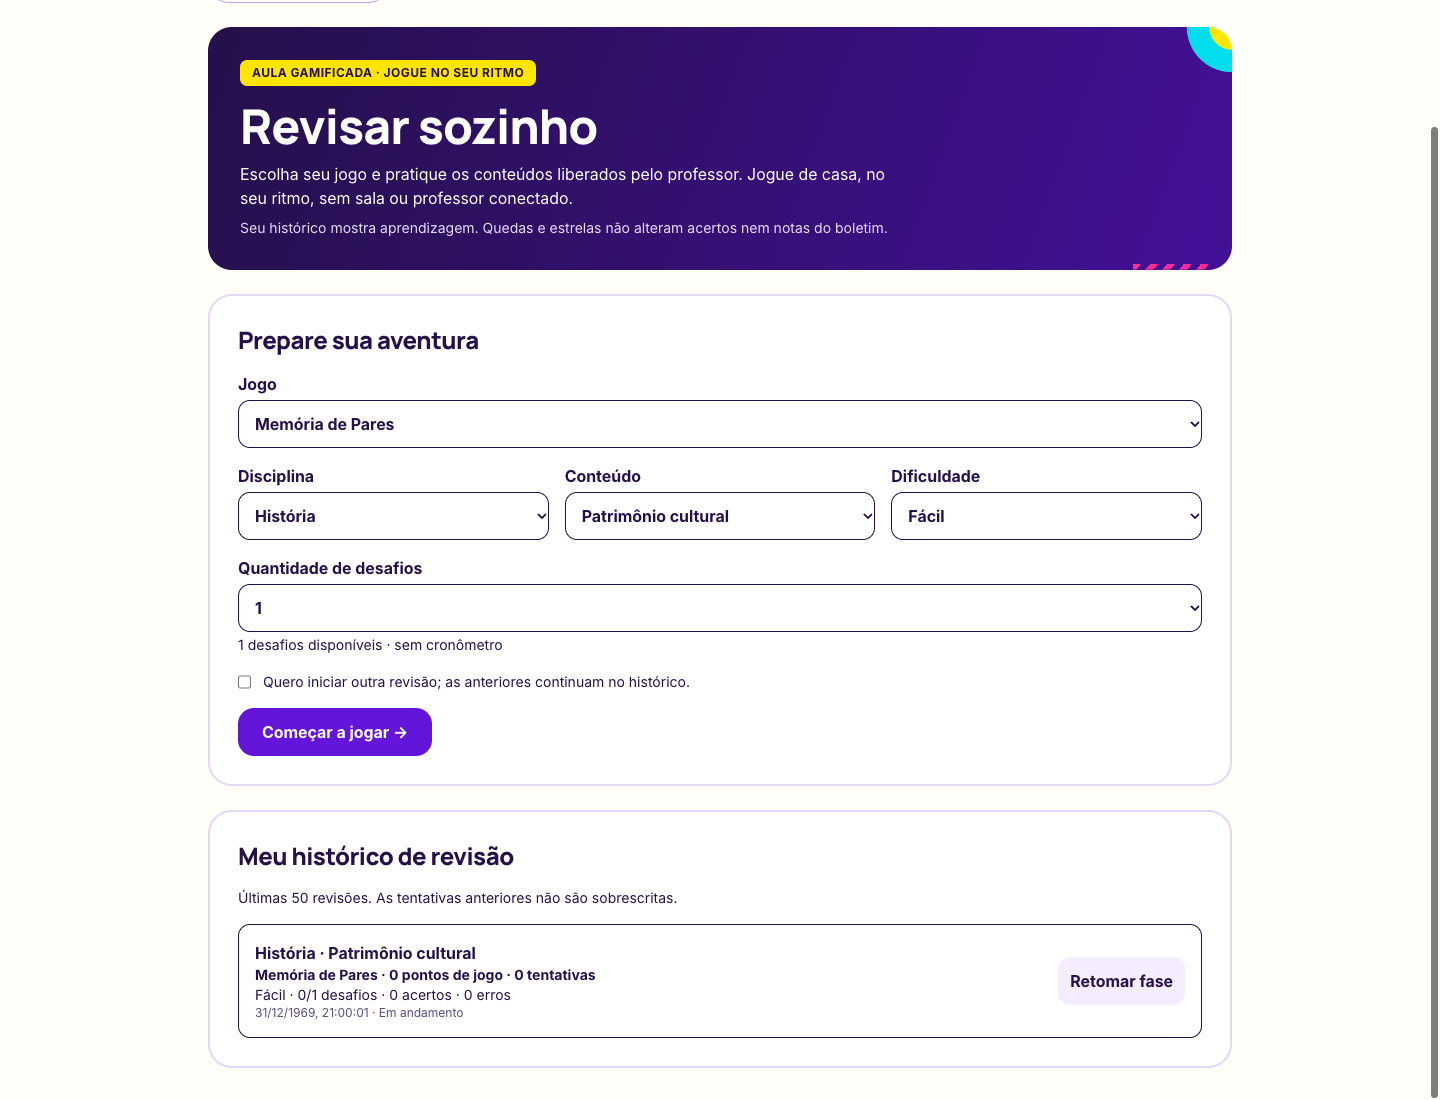 AULA GAMIFICADA · JOGUE NO SEU RITMO
Revisar sozinho
Escolha seu jogo e pratique os conteúdos liberados pelo professor. Jogue de casa, no
seu ritmo, sem sala ou professor conectado.
Seu histórico mostra aprendizagem. Quedas e estrelas não alteram acertos nem notas do boletim.
Prepare sua aventura
Jogo
Memória de Pares
Disciplina
Conteúdo
Dificuldade
História
Patrimônio cultural
Fácil
Quantidade de desafios
1
1 desafios disponíveis · sem cronômetro
Quero iniciar outra revisão; as anteriores continuam no histórico.
Começar a jogar →
Meu histórico de revisão
Últimas 50 revisões. As tentativas anteriores não são sobrescritas.
História · Patrimônio cultural
Memória de Pares · 0 pontos de jogo · 0 tentativas
Fácil · 0/1 desafios · 0 acertos · 0 erros
31/12/1969, 21:00:01 · Em andamento
Retomar fase